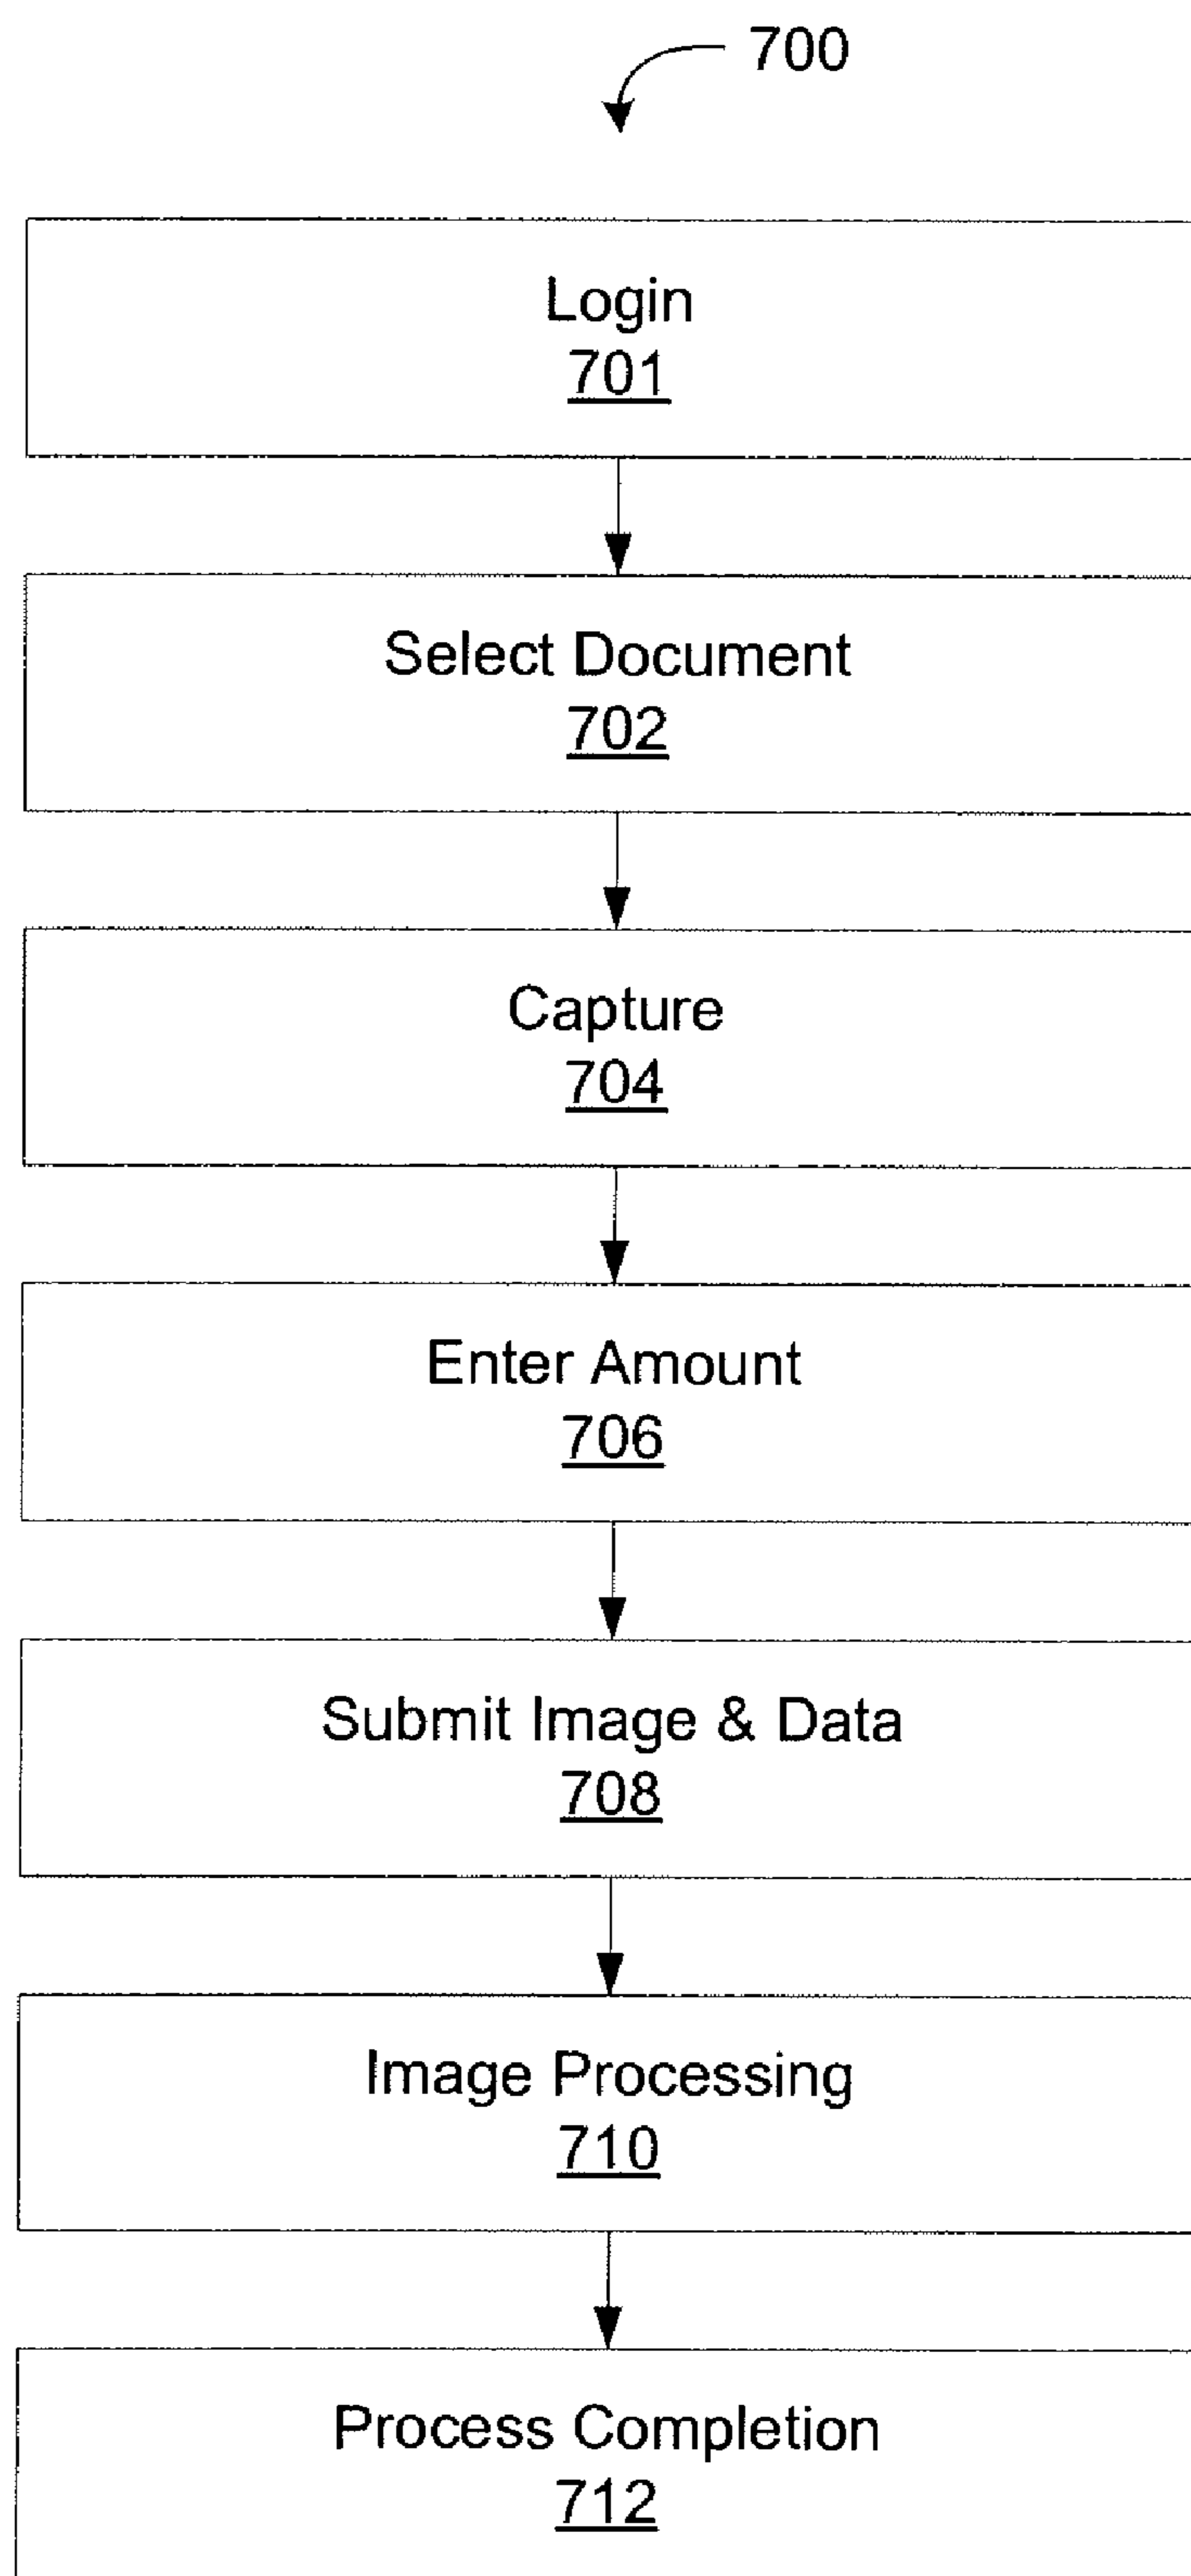 700
Login
701
Select Document
702
Capture
704
Enter Amount
706
Submit Image & Data
708
Image Processing
710
Process Completion
712